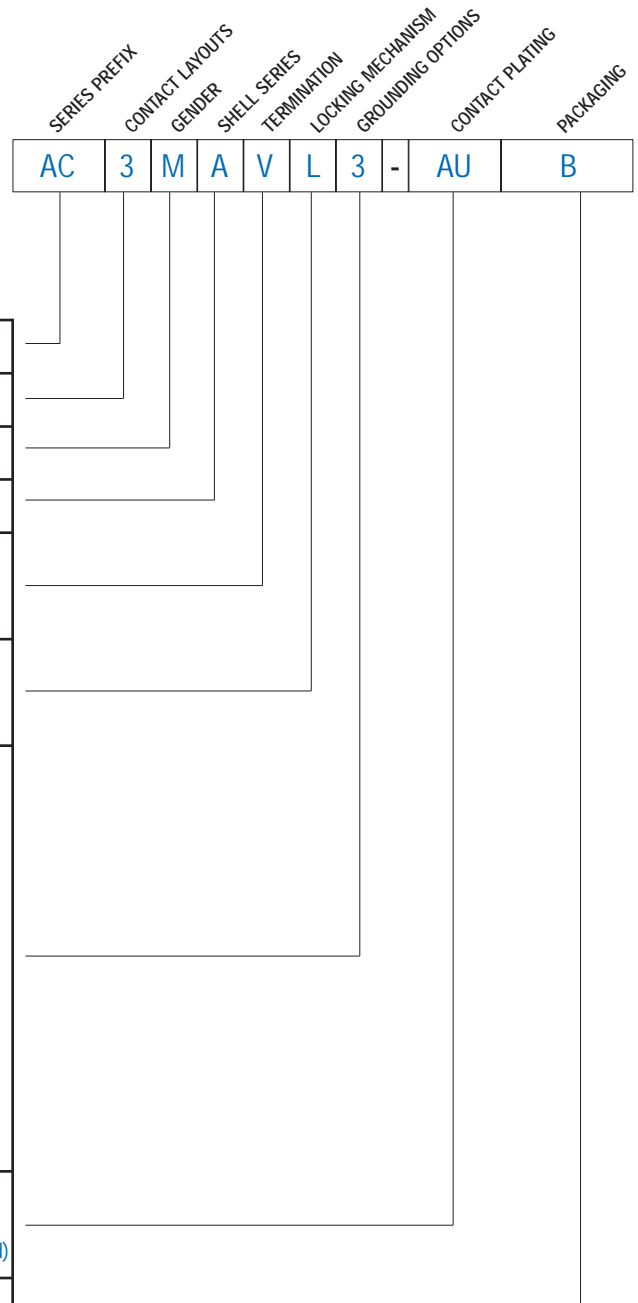 SERIES PREFIX
CONTACT LAYOUTS
GENDER
SHELL SERIES
TERMINATION
LOCKING MECHANISM
GROUNDING OPTIONS
CONTACT PLATING
PACKAGING
AC 3 M A V L 3 - AU B